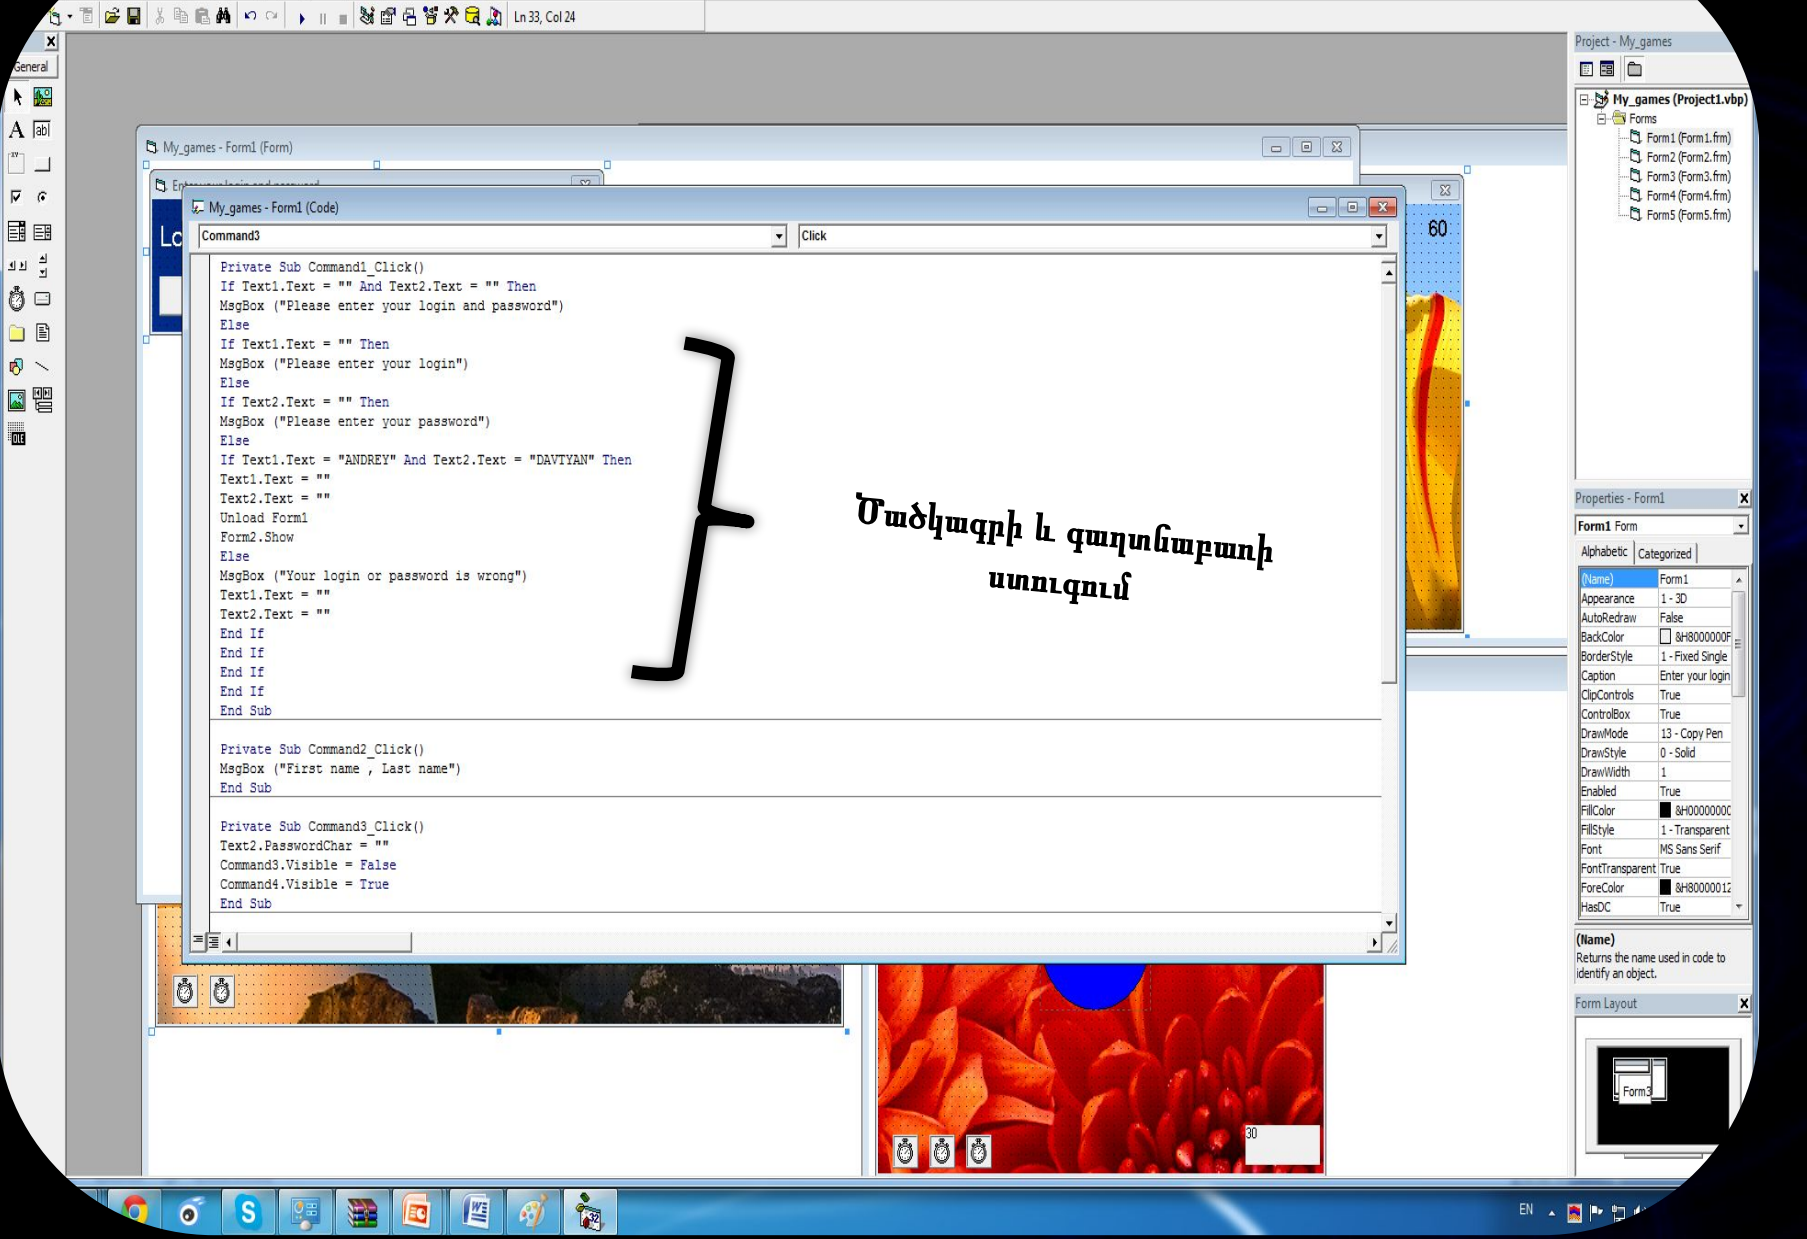 Ln 33, Col 24
General
Project - My_games
My_games (Project1.vbp)
Forms
Form1 (Form1.frm)
Form2 (Form2.frm)
Form3 (Form3.frm)
Form4 (Form4.frm)
Form5 (Form5.frm)
My_games - Form1 (Form)
My_games - Form1 (Code)
Command3
Click
60
Private Sub Command1_Click()
If Text1.Text = "" And Text2.Text = "" Then
MsgBox ("Please enter your login and password")
Else
If Text1.Text = "" Then
MsgBox ("Please enter your login")
Else
If Text2.Text = "" Then
MsgBox ("Please enter your password")
Else
If Text1.Text = "ANDREY" And Text2.Text = "DAVTYAN" Then
Text1.Text = ""
Text2.Text = ""
Unload Form1
Form2.Show
Else
MsgBox ("Your login or password is wrong")
Text1.Text = ""
Text2.Text = ""
End If
End If
End If
End If
End Sub
Private Sub Command2_Click()
MsgBox ("First name , Last name")
End Sub
Private Sub Command3_Click()
Text2.PasswordChar = ""
Command3.Visible = False
Command4.Visible = True
End Sub
Ծածկագրի և գաղտնաբառի
ստուգում
Properties - Form1
Form1 Form
Alphabetic Categorized
(Name) Form1
Appearance 1 - 3D
AutoRedraw False
BackColor &H8000000F
BorderStyle 1 - Fixed Single
Caption Enter your login
ClipControls True
ControlBox True
DrawMode 13 - Copy Pen
DrawStyle 0 - Solid
DrawWidth 1
Enabled True
FillColor &H0000000
FillStyle 1 - Transparent
Font MS Sans Serif
FontTransparent True
ForeColor &H80000012
HasDC True
(Name)
Returns the name used in code to
identify an object.
Form Layout
Form3
30
EN